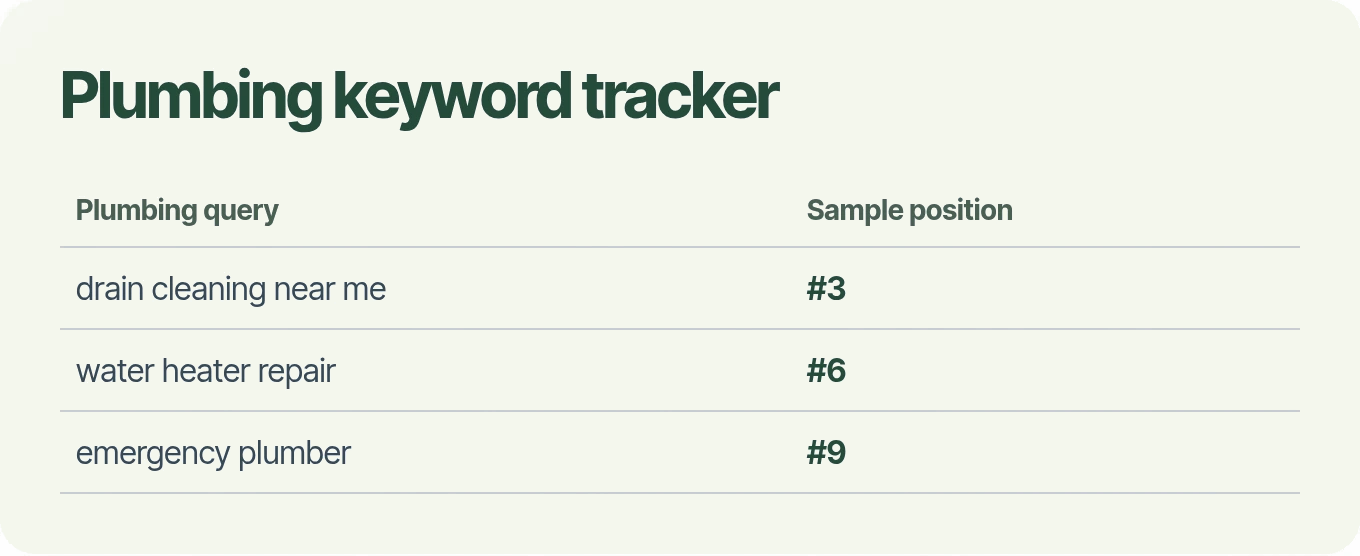 Plumbing keyword tracker
Plumbing query Sample position
drain cleaning near me #3
water heater repair #6
emergency plumber #9